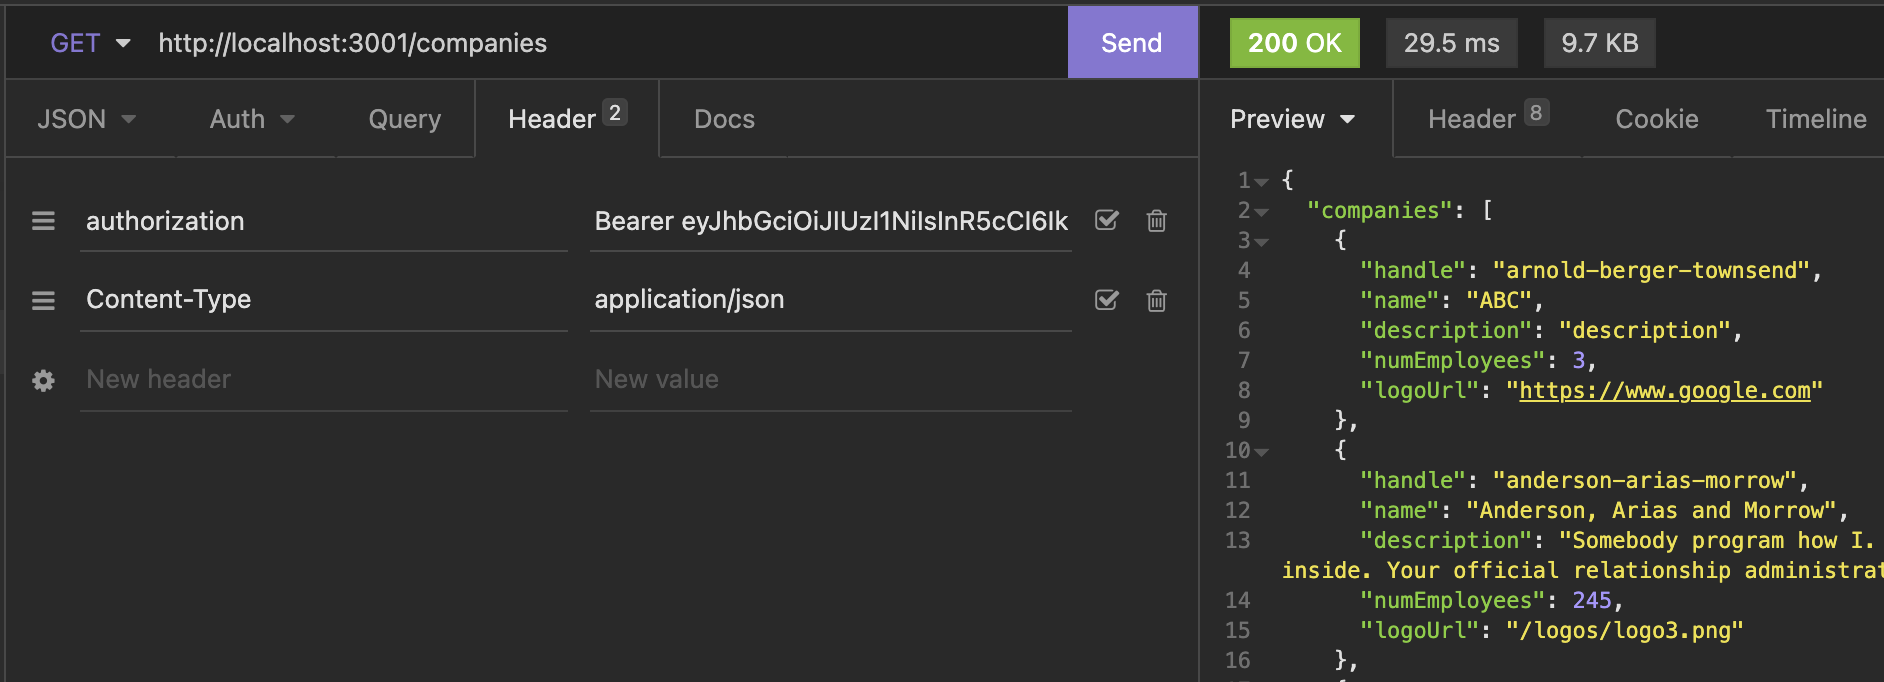 GET http://localhost:3001/companies Send
JSON Auth Query Header 2 Docs
authorization Bearer eyJhbGciOiJIUzI1NiIsInR5cCI6Ik
Content-Type application/json
New header New value
200 OK 29.5 ms 9.7 KB
Preview Header 8 Cookie Timeline
1 {
2 "companies": [
3 {
4 "handle": "arnold-berger-townsend",
5 "name": "ABC",
6 "description": "description",
7 "numEmployees": 3,
8 "logoUrl": "https://www.google.com"
9 },
10 {
11 "handle": "anderson-arias-morrow",
12 "name": "Anderson, Arias and Morrow",
13 "description": "Somebody program how I.
inside. Your official relationship administrat
14 "numEmployees": 245,
15 "logoUrl": "/logos/logo3.png"
16 },